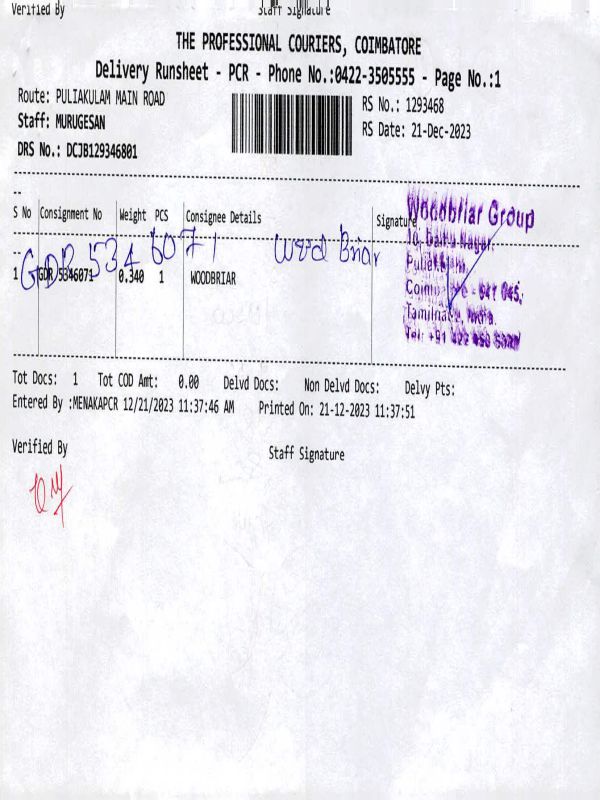 Verified By Staff Signature
THE PROFESSIONAL COURIERS, COIMBATORE
Delivery Runsheet - PCR - Phone No.:0422-3505555 - Page No.:1
Route: PULIAKULAM MAIN ROAD
RS No.: 1293468
Staff: MURUGESAN
RS Date: 21-Dec-2023
DRS No.: DCJB129346801
S No Consignment No Weight PCS Consignee Details Signature
GDR 5346071 Wood Briar
1 GDR/5346071 0.340 1 WOODBRIAR
Woodbriar Group
Nagar,
Tamilnadu, India.
Tel: +91 422
Tot Docs: 1 Tot COD Amt: 0.00 Delvd Docs: Non Delvd Docs: Delvy Pts:
Entered By :MENAKAPCR 12/21/2023 11:37:46 AM Printed On: 21-12-2023 11:37:51
Verified By Staff Signature